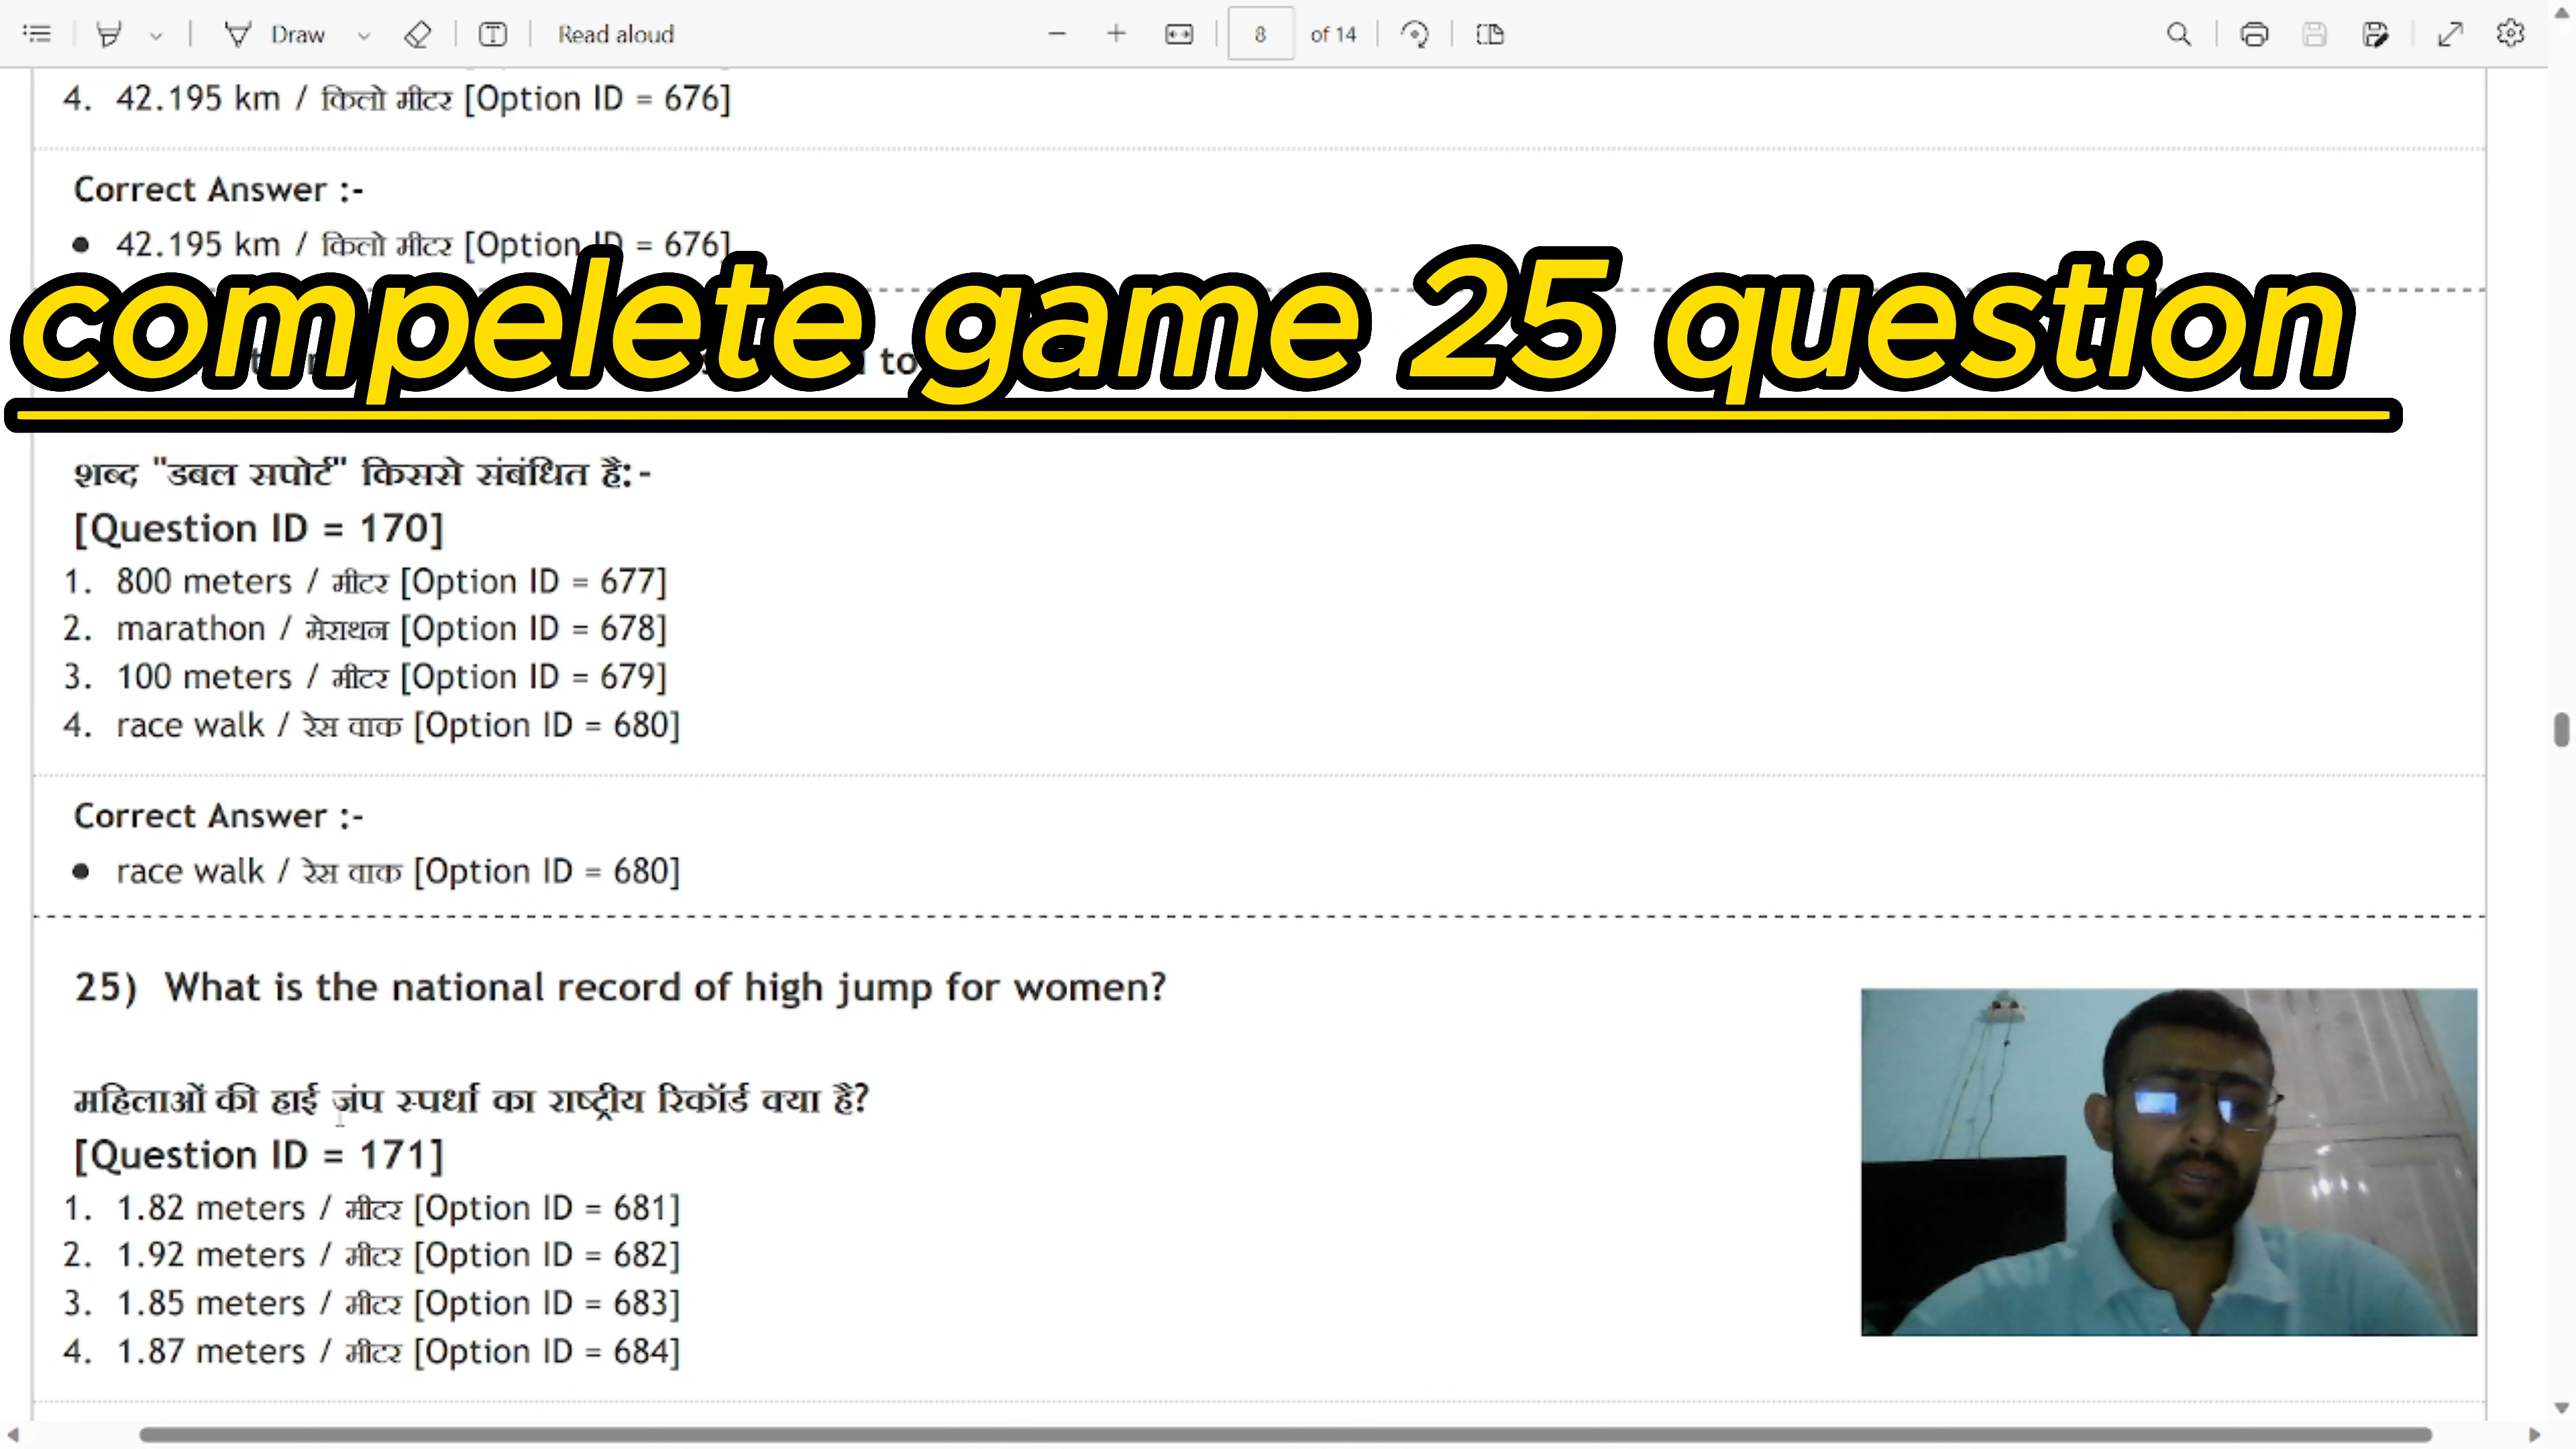 Draw Read aloud 8 of 14
4. 42.195 km / किलो मीटर [Option ID = 676]
Correct Answer :-
42.195 km / किलो मीटर [Option ID = 676]
compelete game 25 question
to
शब्द "डबल सपोर्ट" किससे संबंधित है:-
[Question ID = 170]
1. 800 meters / मीटर [Option ID = 677]
2. marathon / मेराथन [Option ID = 678]
3. 100 meters / मीटर [Option ID = 679]
4. race walk / रेस वाक [Option ID = 680]
Correct Answer :-
race walk / रेस वाक [Option ID = 680]
25) What is the national record of high jump for women?
महिलाओं की हाई जंप स्पर्धा का राष्ट्रीय रिकॉर्ड क्या है?
[Question ID = 171]
1. 1.82 meters / मीटर [Option ID = 681]
2. 1.92 meters / मीटर [Option ID = 682]
3. 1.85 meters / मीटर [Option ID = 683]
4. 1.87 meters / मीटर [Option ID = 684]